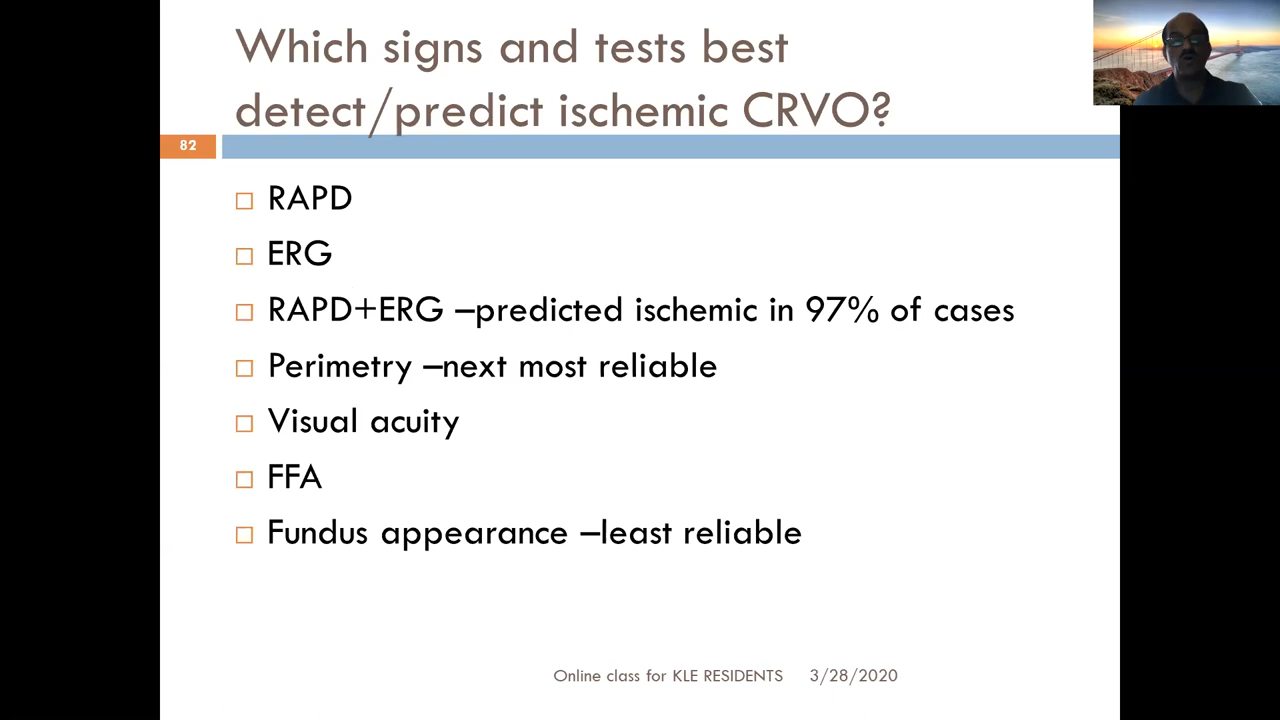 Which signs and tests best
detect/predict ischemic CRVO?
82
RAPD
ERG
RAPD+ERG –predicted ischemic in 97% of cases
Perimetry –next most reliable
Visual acuity
FFA
Fundus appearance –least reliable
Online class for KLE RESIDENTS 3/28/2020